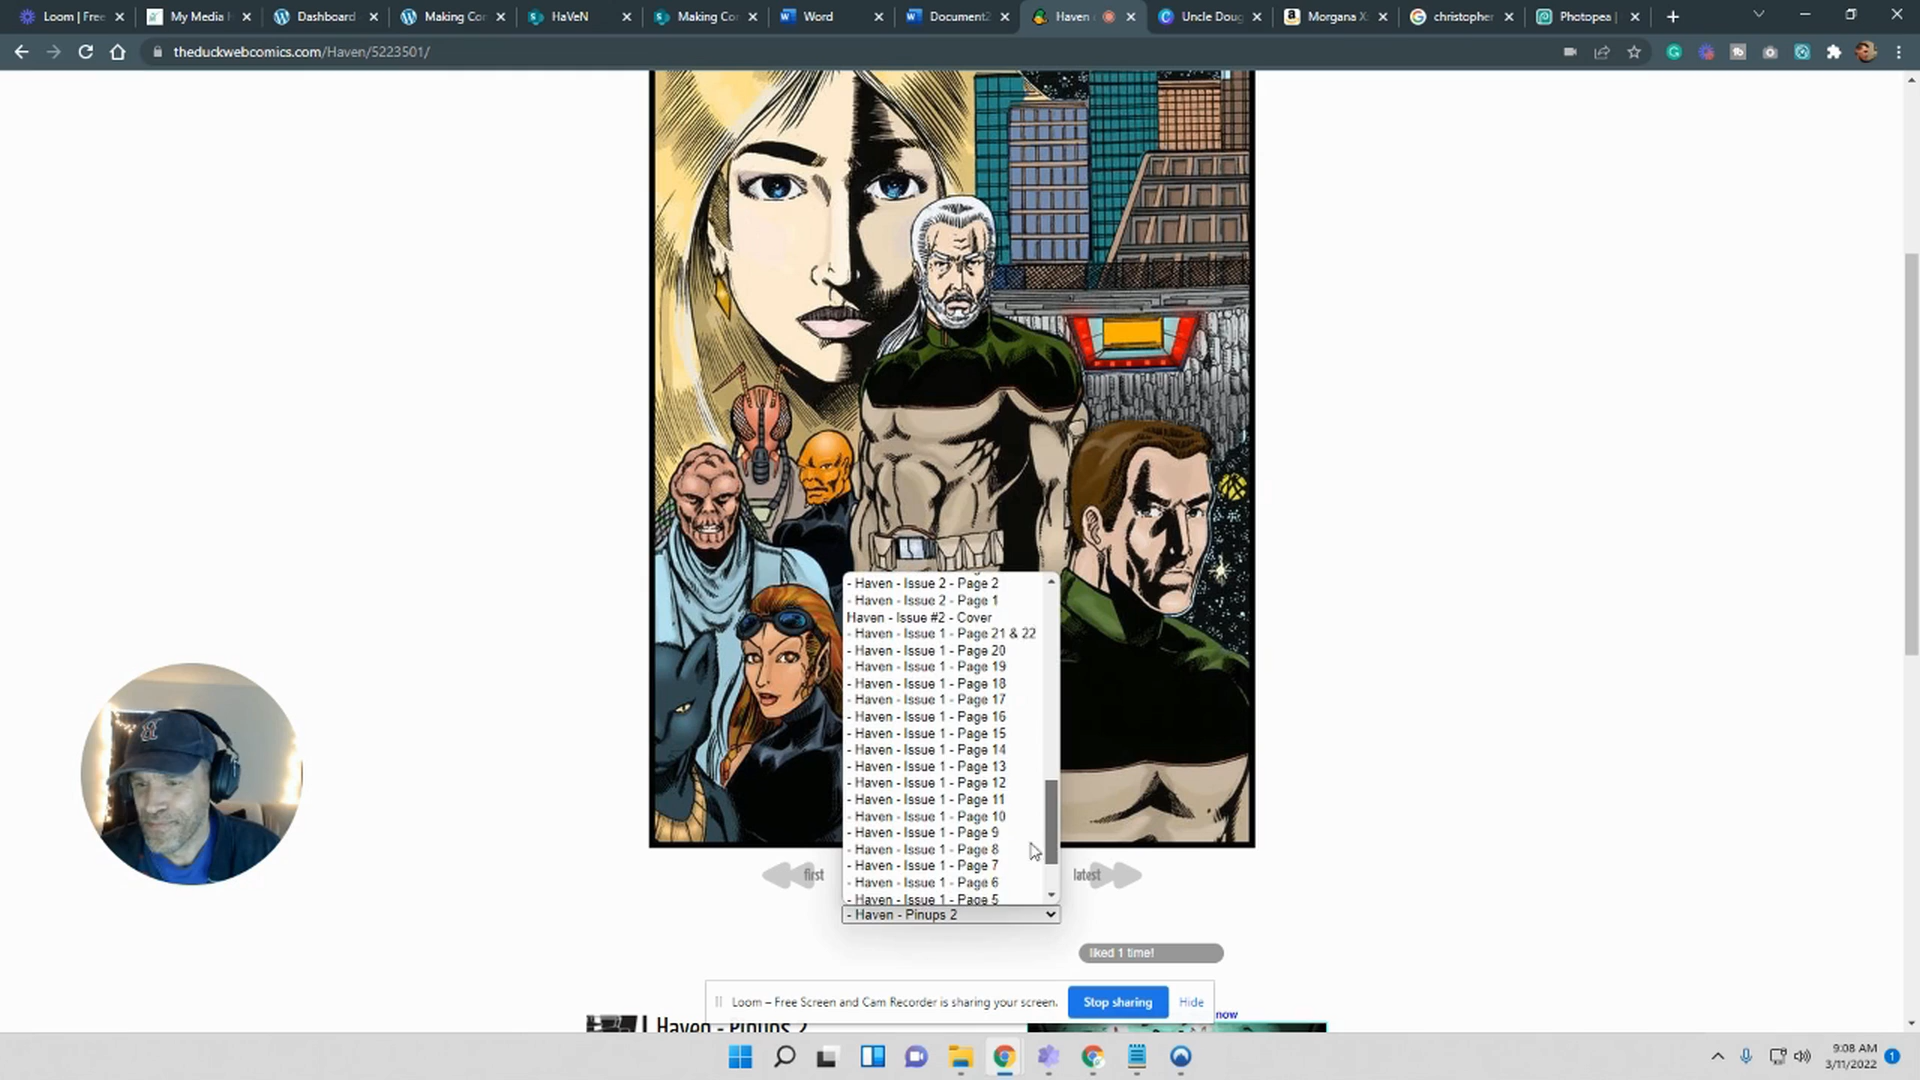 Loom | Free
My Media
Dashboard
Making Co
HaVeN
Making Co
Word
Document2
Haven
Uncle Doug
Morgana X
christopher
Photopea |
theduckwebcomics.com/Haven/5223501/
- Haven - Issue 2 - Page 2
- Haven - Issue 2 - Page 1
Haven - Issue #2 - Cover
- Haven - Issue 1 - Page 21 & 22
- Haven - Issue 1 - Page 20
- Haven - Issue 1 - Page 19
- Haven - Issue 1 - Page 18
- Haven - Issue 1 - Page 17
- Haven - Issue 1 - Page 16
- Haven - Issue 1 - Page 15
- Haven - Issue 1 - Page 14
- Haven - Issue 1 - Page 13
- Haven - Issue 1 - Page 12
- Haven - Issue 1 - Page 11
- Haven - Issue 1 - Page 10
- Haven - Issue 1 - Page 9
- Haven - Issue 1 - Page 8
- Haven - Issue 1 - Page 7
- Haven - Issue 1 - Page 6
- Haven - Issue 1 - Page 5
first
latest
- Haven - Pinups 2
liked 1 time!
Loom – Free Screen and Cam Recorder is sharing your screen. Stop sharing Hide
now
Haven - Pinups 2
9:08 AM
3/11/2022
1